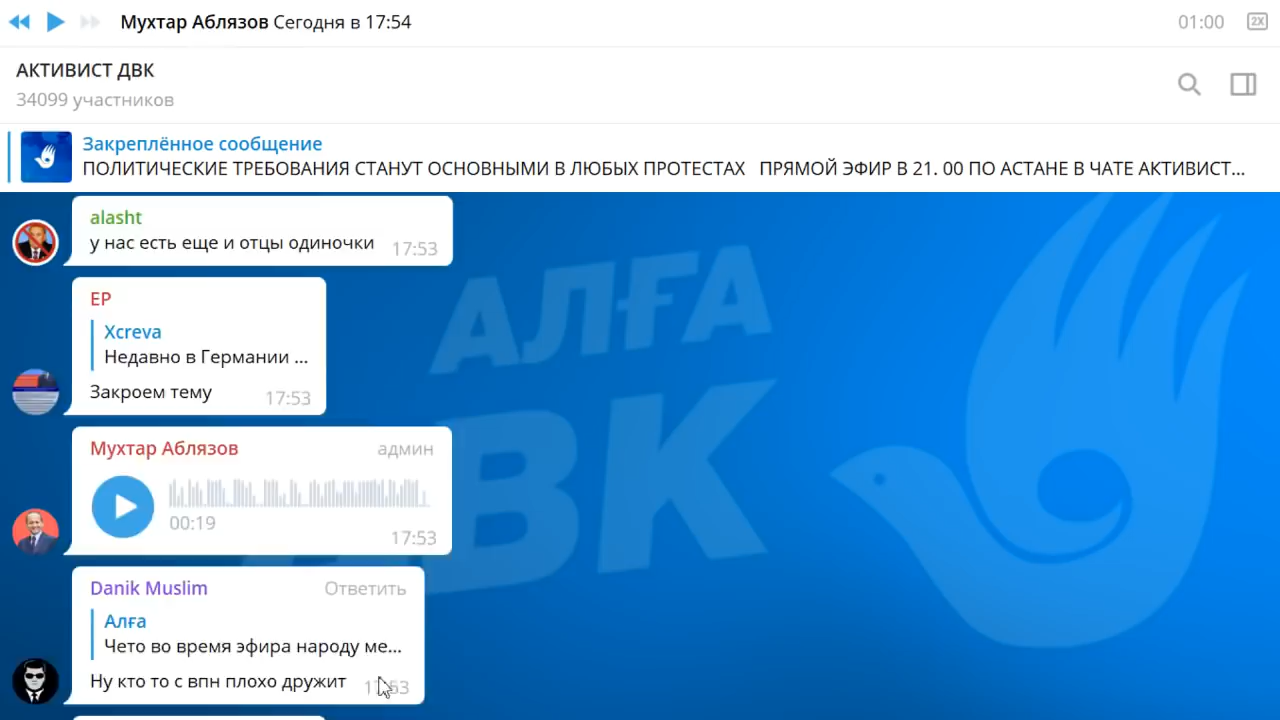 Мухтар Аблязов Сегодня в 17:54
01:00
2X
АКТИВИСТ ДВК
34099 участников
Закреплённое сообщение
ПОЛИТИЧЕСКИЕ ТРЕБОВАНИЯ СТАНУТ ОСНОВНЫМИ В ЛЮБЫХ ПРОТЕСТАХ ПРЯМОЙ ЭФИР В 21. 00 ПО АСТАНЕ В ЧАТЕ АКТИВИСТ...
alasht
у нас есть еще и отцы одиночки 17:53
EP
Xcreva
Недавно в Германии ...
Закроем тему 17:53
Мухтар Аблязов админ
00:19
17:53
Danik Muslim Ответить
Алға
Чето во время эфира народу ме...
Ну кто то с впн плохо дружит 17:53
АЛҒА
ДВК